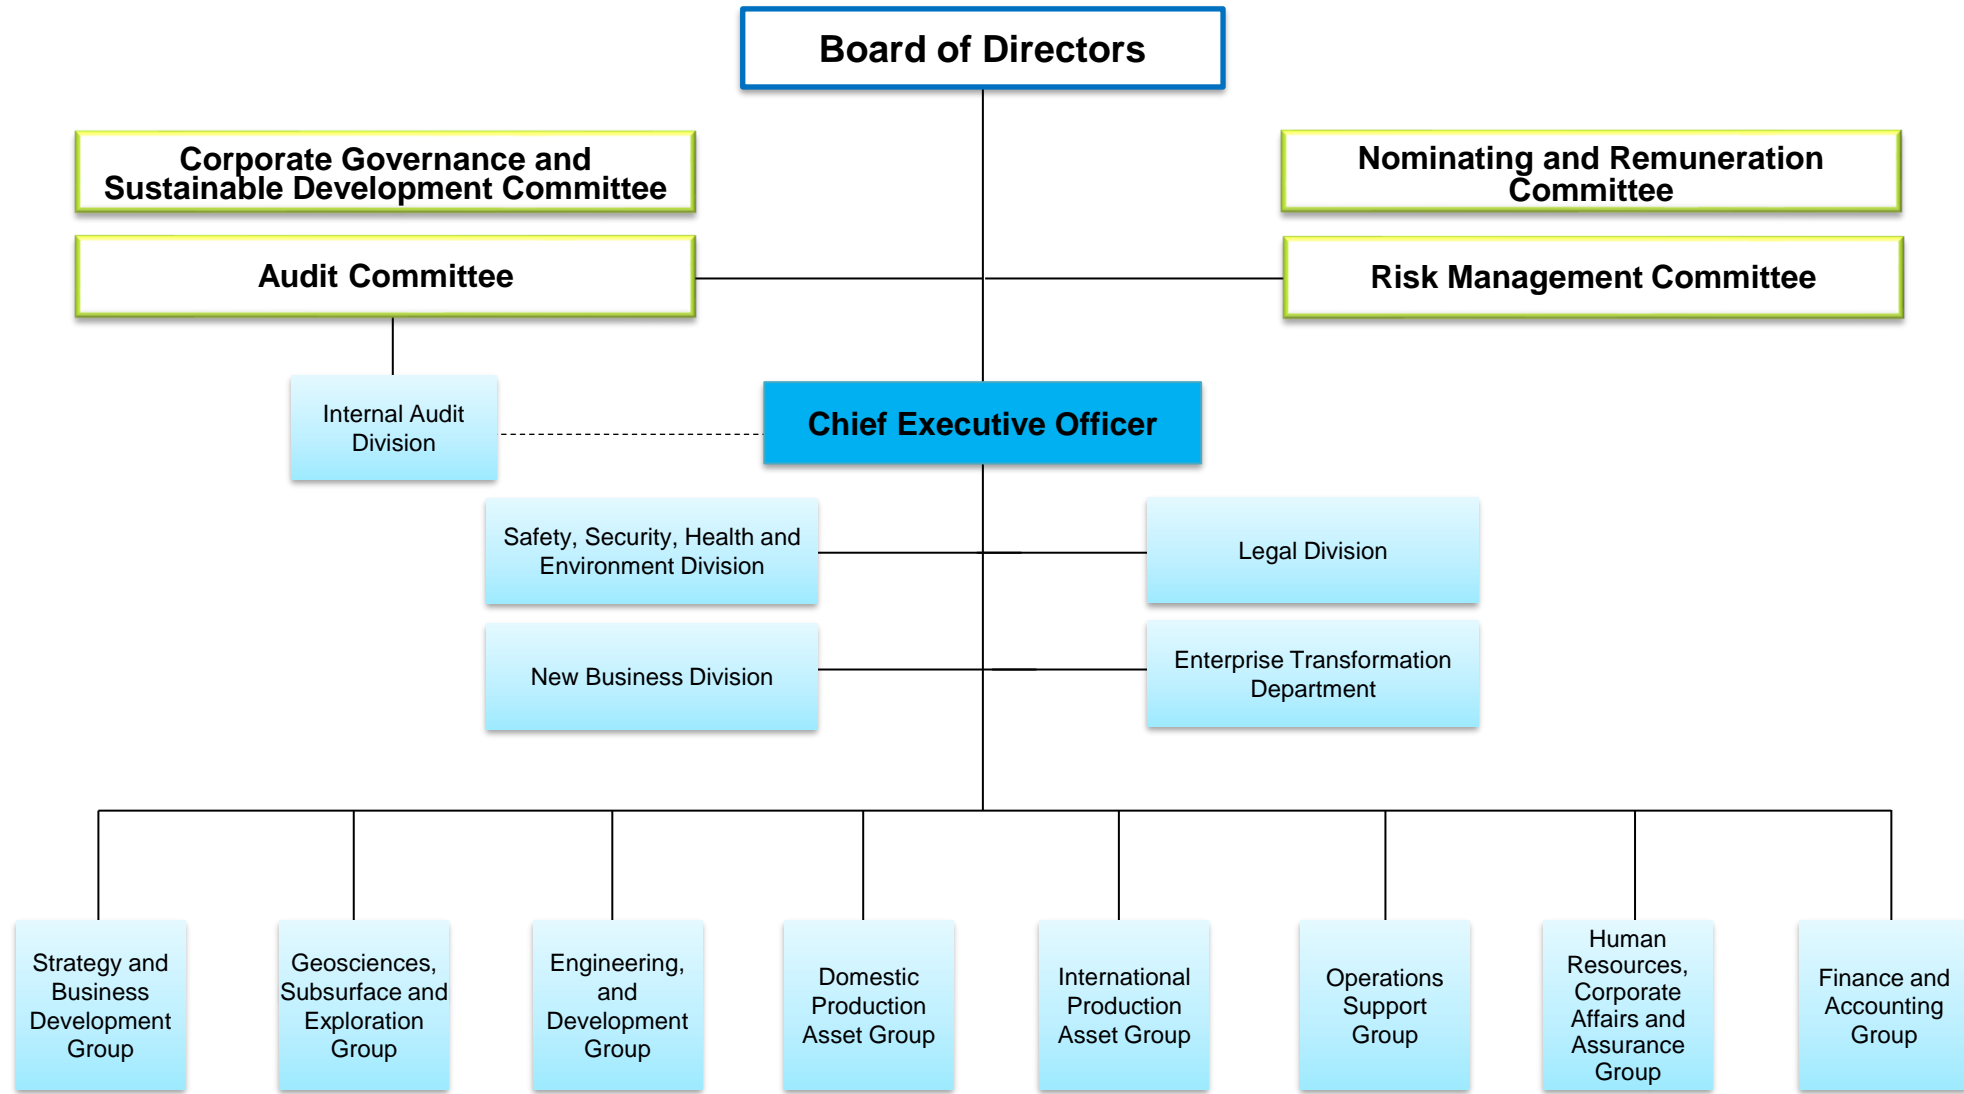 Board of Directors
Corporate Governance and
Sustainable Development Committee
Nominating and Remuneration
Committee
Audit Committee
Risk Management Committee
Internal Audit
Division
Chief Executive Officer
Safety, Security, Health and
Environment Division
Legal Division
New Business Division
Enterprise Transformation
Department
Strategy and
Business
Development
Group
Geosciences,
Subsurface and
Exploration
Group
Engineering,
and
Development
Group
Domestic
Production
Asset Group
International
Production
Asset Group
Operations
Support
Group
Human
Resources,
Corporate
Affairs and
Assurance
Group
Finance and
Accounting
Group